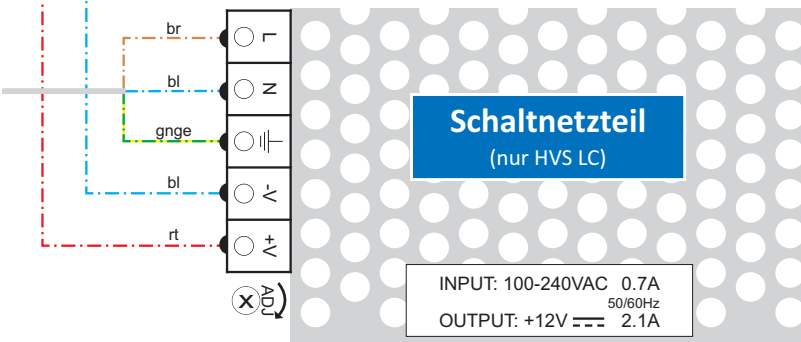 br
L
bl
N
gnge
bl
-V
rt
+V
X
ADJ
Schaltnetzteil
(nur HVS LC)
INPUT: 100-240VAC 0.7A
50/60Hz
OUTPUT: +12V 2.1A